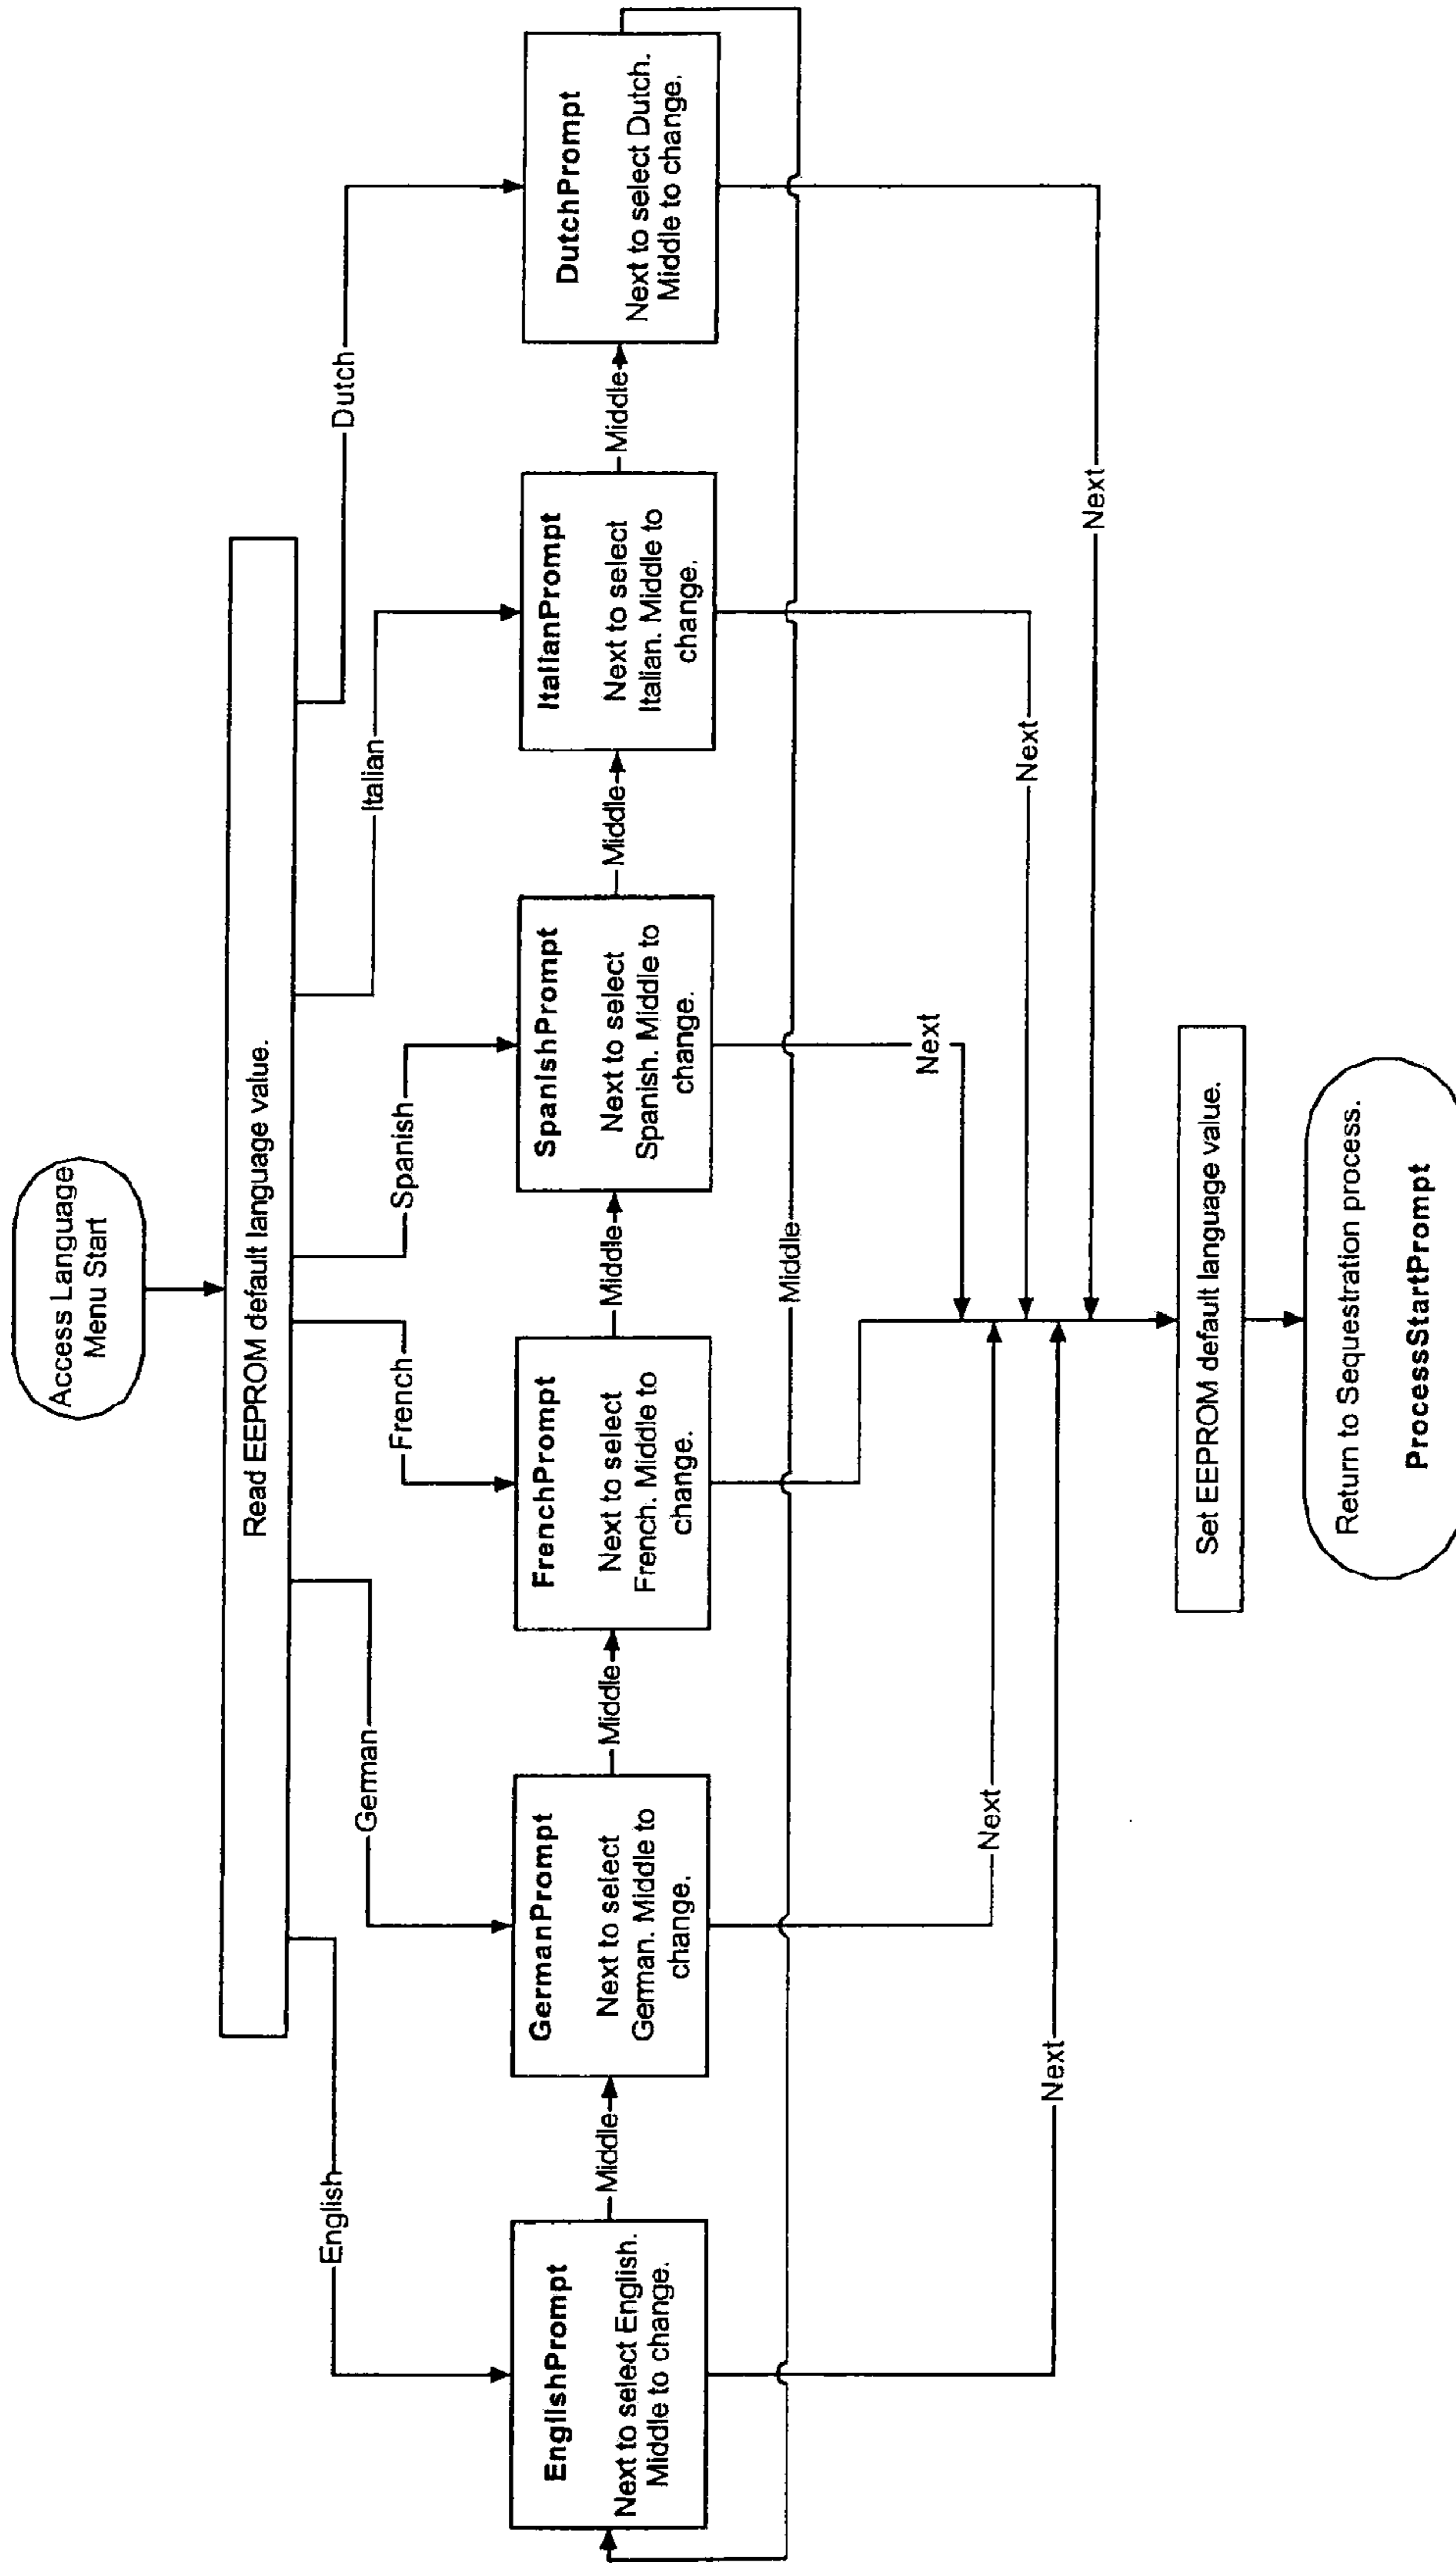 Access Language
Menu Start
Read EEPROM default language value.
English
German
French
Spanish
Italian
Dutch
EnglishPrompt
Next to select English.
Middle to change.
Middle
GermanPrompt
Next to select
German. Middle to
change.
Middle
FrenchPrompt
Next to select
French. Middle to
change.
Middle
SpanishPrompt
Next to select
Spanish. Middle to
change.
Middle
ItalianPrompt
Next to select
Italian. Middle to
change.
Middle
DutchPrompt
Next to select Dutch.
Middle to change.
Middle
Next
Next
Next
Next
Next
Set EEPROM default language value.
Return to Sequestration process.
ProcessStartPrompt